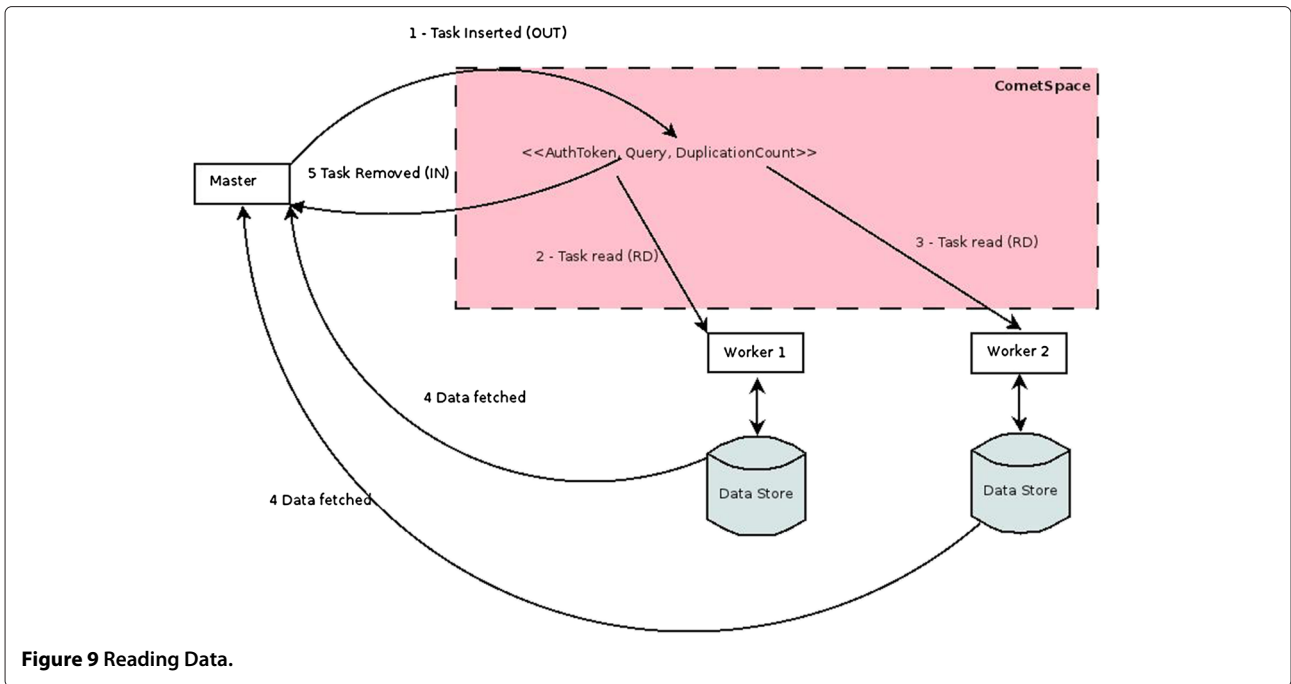 1 - Task Inserted (OUT)
CometSpace
<<AuthToken, Query, DuplicationCount>>
Master
5 Task Removed (IN)
2 - Task read (RD)
3 - Task read (RD)
Worker 1
Worker 2
4 Data fetched
Data Store
Data Store
4 Data fetched
Figure 9 Reading Data.